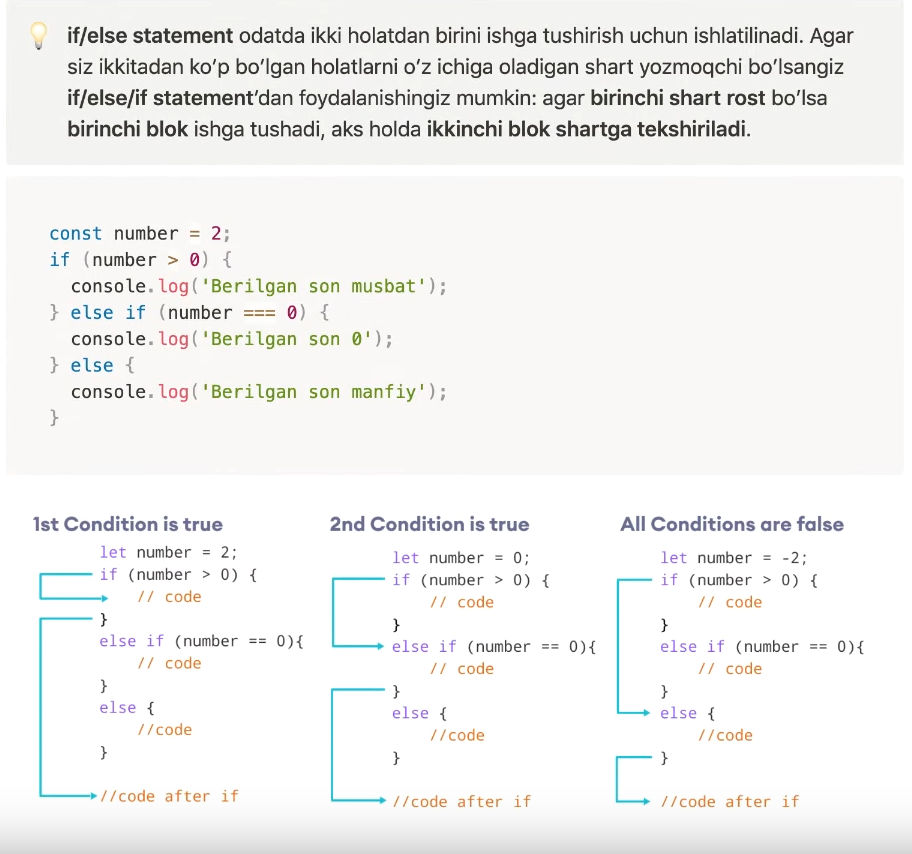 if/else statement odatda ikki holatdan birini ishga tushirish uchun ishlatilinadi. Agar
siz ikkitadan ko‘p bo‘lgan holatlarni o‘z ichiga oladigan shart yozmoqchi bo‘lsangiz
if/else/if statement’dan foydalanishingiz mumkin: agar birinchi shart rost bo‘lsa
birinchi blok ishga tushadi, aks holda ikkinchi blok shartga tekshiriladi.
const number = 2;
if (number > 0) {
  console.log('Berilgan son musbat');
} else if (number === 0) {
  console.log('Berilgan son 0');
} else {
  console.log('Berilgan son manfiy');
}
1st Condition is true
let number = 2;
if (number > 0) {
// code
}
else if (number == 0){
// code
}
else {
//code
}
//code after if
2nd Condition is true
let number = 0;
if (number > 0) {
// code
}
else if (number == 0){
// code
}
else {
//code
}
//code after if
All Conditions are false
let number = -2;
if (number > 0) {
// code
}
else if (number == 0){
// code
}
else {
//code
}
//code after if